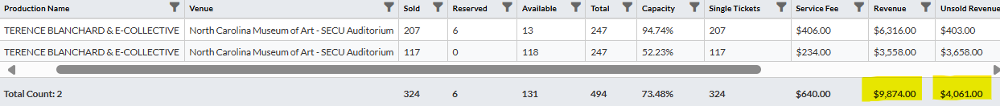 Production Name Venue Sold Reserved Available Total Capacity Single Tickets Service Fee Revenue Unsold Revenue
TERENCE BLANCHARD & E-COLLECTIVE North Carolina Museum of Art - SECU Auditorium 207 6 13 247 94.74% 207 $406.00 $6,316.00 $403.00
TERENCE BLANCHARD & E-COLLECTIVE North Carolina Museum of Art - SECU Auditorium 117 0 118 247 52.23% 117 $234.00 $3,558.00 $3,658.00
Total Count: 2 324 6 131 494 73.48% 324 $640.00 $9,874.00 $4,061.00